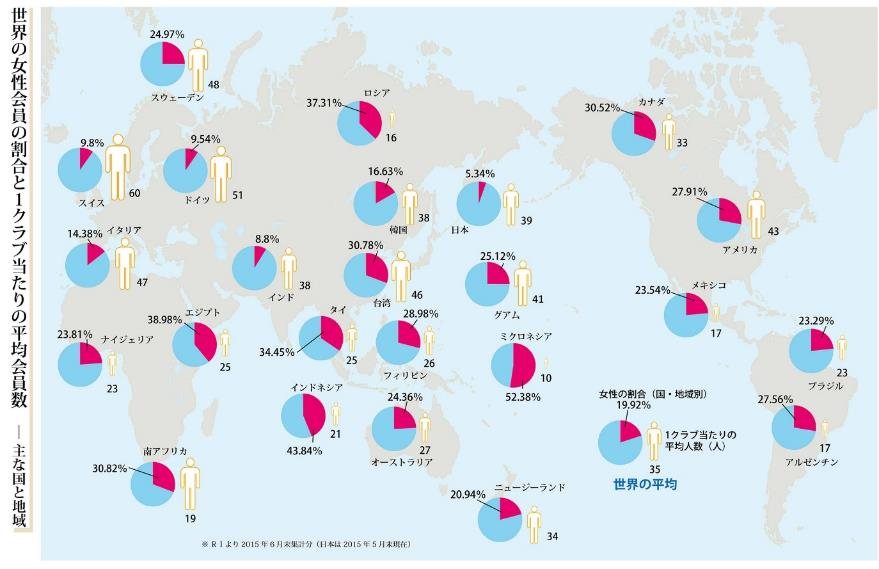 世界の女性会員の割合と1クラブ当たりの平均会員数 ― 主な国と地域
24.97%
48
スウェーデン
ロシア
37.31%
16
カナダ
30.52%
33
9.8%
60
スイス
9.54%
51
ドイツ
16.63%
38
韓国
5.34%
39
日本
27.91%
43
アメリカ
イタリア
14.38%
47
8.8%
38
インド
30.78%
46
台湾
25.12%
41
グアム
メキシコ
23.54%
17
エジプト
38.98%
25
ナイジェリア
23.81%
23
タイ
34.45%
25
28.98%
26
フィリピン
ミクロネシア
10
52.38%
23.29%
23
ブラジル
インドネシア
21
43.84%
24.36%
27
オーストラリア
女性の割合（国・地域別）
19.92%
1クラブ当たりの
平均人数（人）
35
世界の平均
27.56%
17
アルゼンチン
南アフリカ
30.82%
19
ニュージーランド
20.94%
34
※ＲＩより2015年6月末集計分（日本は2015年5月末現在）